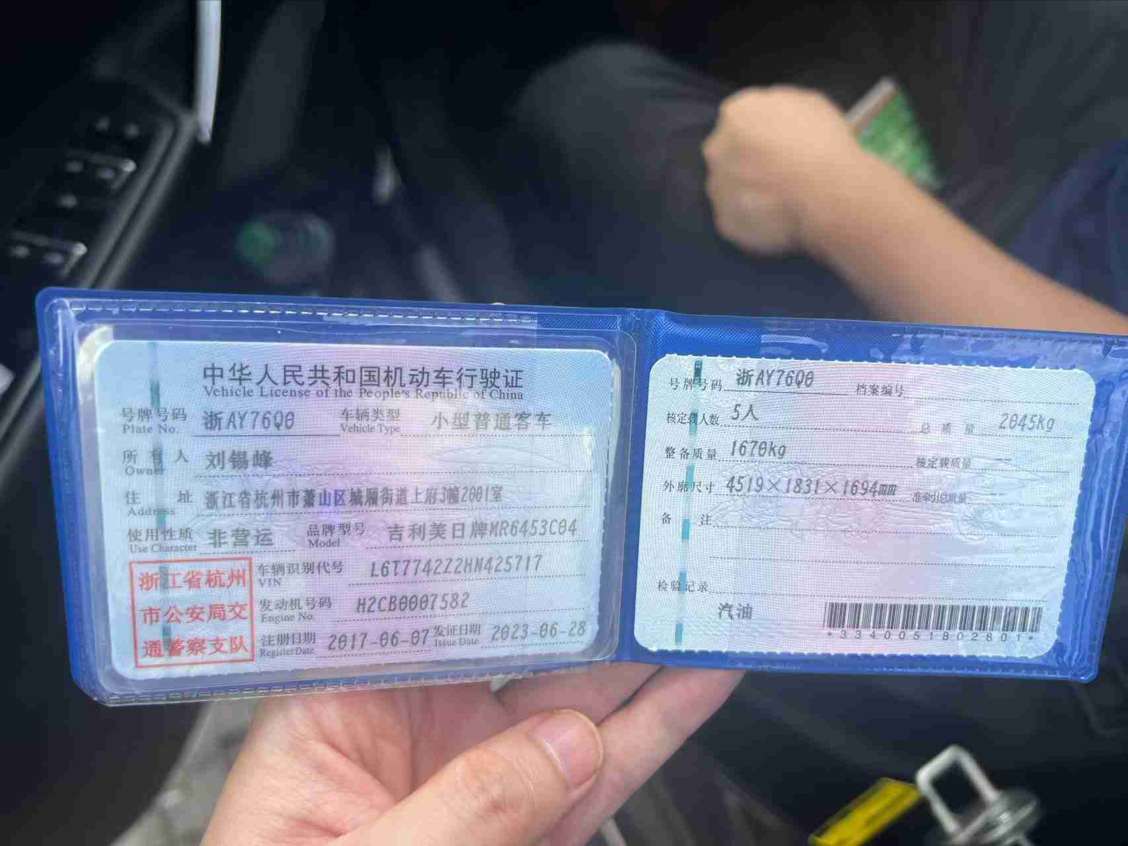 中华人民共和国机动车行驶证
Vehicle License of the People's Republic of China
号牌号码 浙AY76Q0 车辆类型 小型普通客车
Plate No. Vehicle Type
所有人 刘锡峰
Owner
住址 浙江省杭州市萧山区城厢街道上府3幢2001室
Address
使用性质 非营运 品牌型号 吉利美日牌MR6453C04
Use Character Model
浙江省杭州
市公安局交
通警察支队
车辆识别代号 L6T7742Z2HN425717
VIN
发动机号码 H2CB0007582
Engine No.
注册日期 2017-06-07 发证日期 2023-06-28
Register Date Issue Date
号牌号码 浙AY76Q0 档案编号
核定载人数 5人 总质量 2045kg
整备质量 1670kg 核定载质量 --
外廓尺寸 4519×1831×1694mm 准牵引总质量 --
备注
检验记录
汽油
*3340051802801*